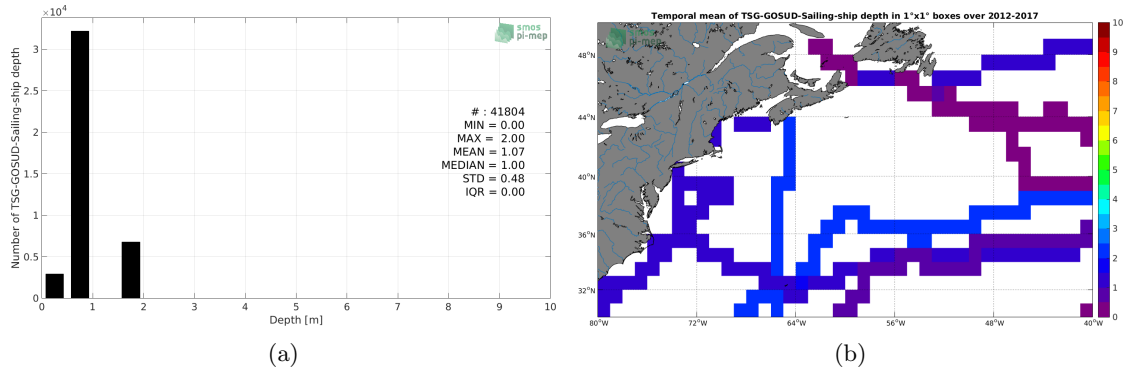 ×10⁴
smos
pi-mep
Number of TSG-GOSUD-Sailing-ship depth
3
2.5
2
1.5
1
0.5
0
# : 41804
MIN = 0.00
MAX = 2.00
MEAN = 1.07
MEDIAN = 1.00
STD = 0.48
IQR = 0.00
0 1 2 3 4 5 6 7 8 9 10
Depth [m]
(a)
Temporal mean of TSG-GOSUD-Sailing-ship depth in 1°x1° boxes over 2012-2017
smos
pi-mep
48°N
44°N
40°N
36°N
32°N
80°W 72°W 64°W 56°W 48°W 40°W
10
9
8
7
6
5
4
3
2
1
0
(b)